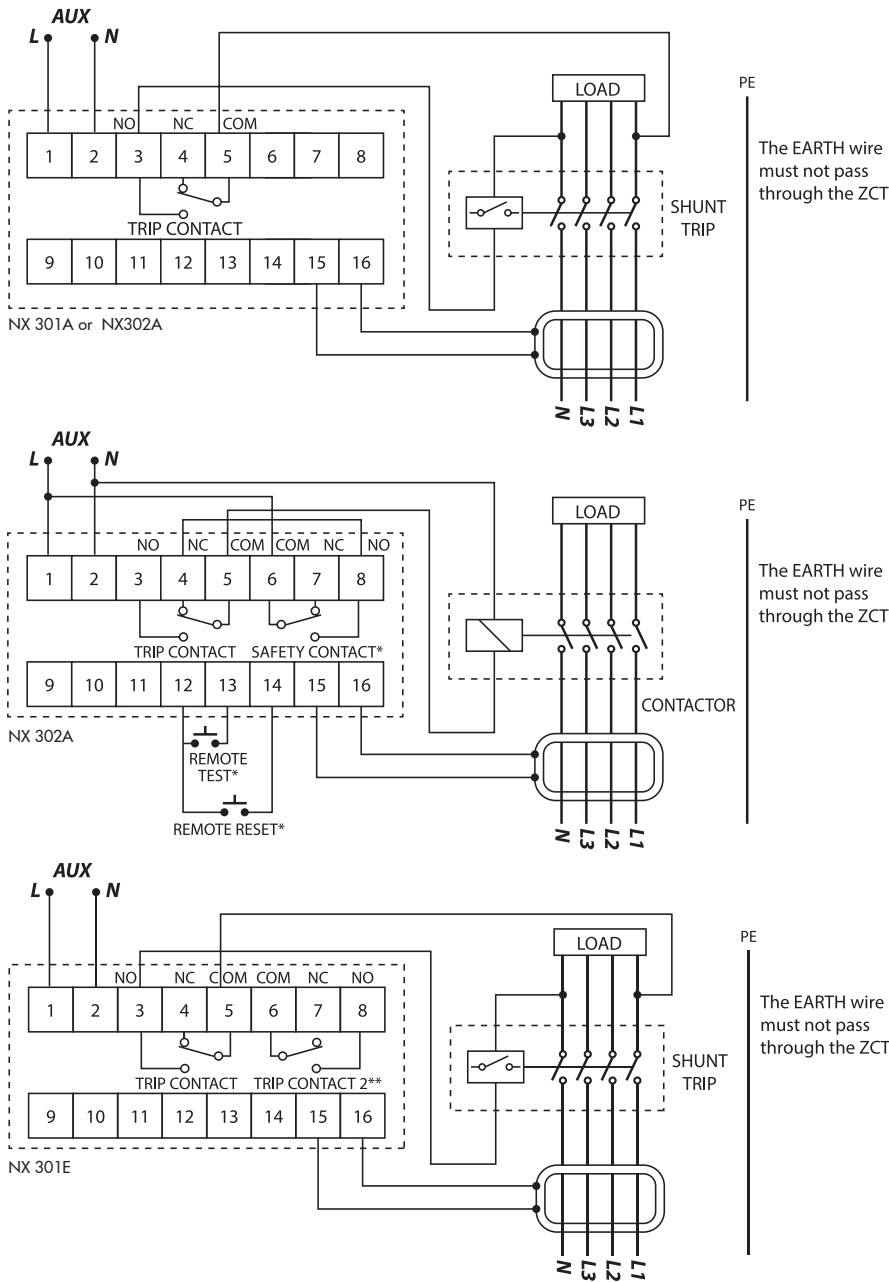 AUX
L N
NO NC COM
1 2 3 4 5 6 7 8
TRIP CONTACT
9 10 11 12 13 14 15 16
NX 301A or NX302A
LOAD
SHUNT
TRIP
N L3 L2 L1
PE
The EARTH wire
must not pass
through the ZCT
AUX
L N
NO NC COM COM NC NO
1 2 3 4 5 6 7 8
TRIP CONTACT SAFETY CONTACT*
9 10 11 12 13 14 15 16
NX 302A
REMOTE
TEST*
REMOTE RESET*
LOAD
CONTACTOR
N L3 L2 L1
PE
The EARTH wire
must not pass
through the ZCT
AUX
L N
NO NC COM COM NC NO
1 2 3 4 5 6 7 8
TRIP CONTACT TRIP CONTACT 2**
9 10 11 12 13 14 15 16
NX 301E
LOAD
SHUNT
TRIP
N L3 L2 L1
PE
The EARTH wire
must not pass
through the ZCT